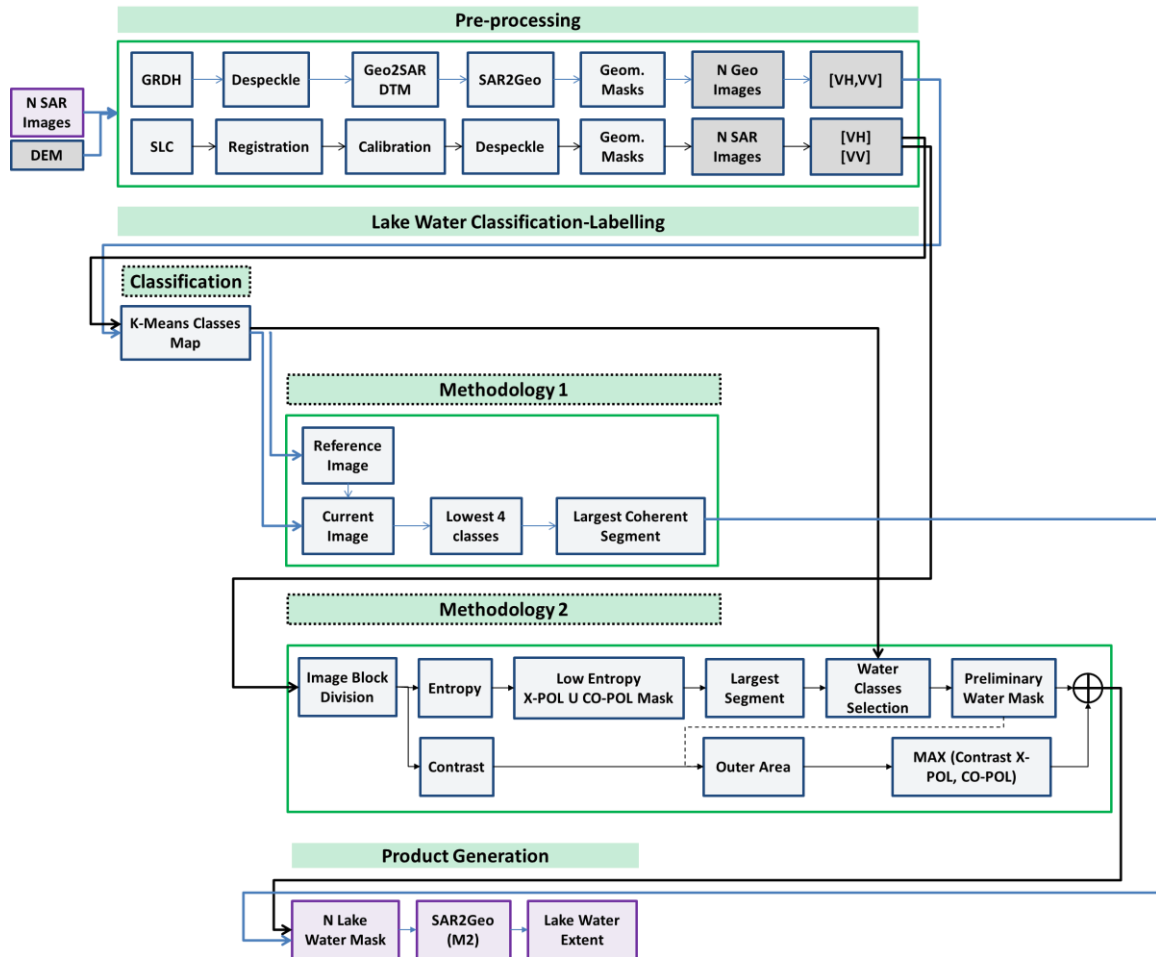 Pre-processing
N SAR
Images
DEM
GRDH
Despeckle
Geo2SAR
DTM
SAR2Geo
Geom.
Masks
N Geo
Images
[VH,VV]
SLC
Registration
Calibration
Despeckle
Geom.
Masks
N SAR
Images
[VH]
[VV]
Lake Water Classification-Labelling
Classification
K-Means Classes
Map
Methodology 1
Reference
Image
Current
Image
Lowest 4
classes
Largest Coherent
Segment
Methodology 2
Image Block
Division
Entropy
Low Entropy
X-POL U CO-POL Mask
Largest
Segment
Water
Classes
Selection
Preliminary
Water Mask
Contrast
Outer Area
MAX (Contrast X-
POL, CO-POL)
Product Generation
N Lake
Water Mask
SAR2Geo
(M2)
Lake Water
Extent